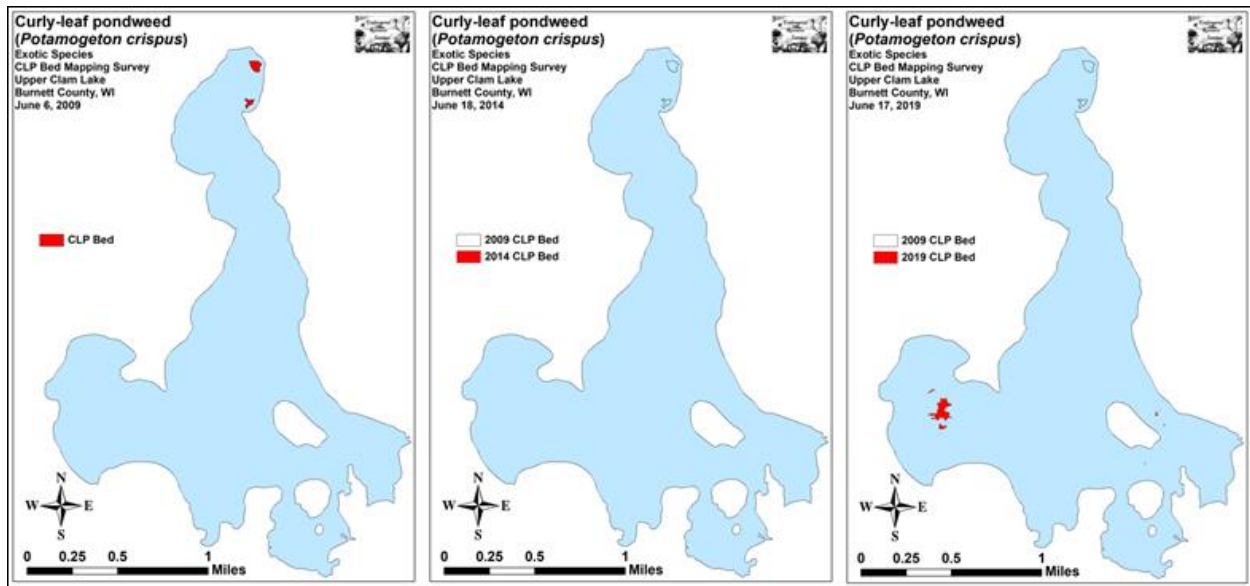 Curly-leaf pondweed
(Potamogeton crispus)
Exotic Species
CLP Bed Mapping Survey
Upper Clam Lake
Burnett County, WI
June 6, 2009
CLP Bed
N
W E
S
0 0.25 0.5 1
Miles
Curly-leaf pondweed
(Potamogeton crispus)
Exotic Species
CLP Bed Mapping Survey
Upper Clam Lake
Burnett County, WI
June 18, 2014
2009 CLP Bed
2014 CLP Bed
N
W E
S
0 0.25 0.5 1
Miles
Curly-leaf pondweed
(Potamogeton crispus)
Exotic Species
CLP Bed Mapping Survey
Upper Clam Lake
Burnett County, WI
June 17, 2019
2009 CLP Bed
2019 CLP Bed
N
W E
S
0 0.25 0.5 1
Miles